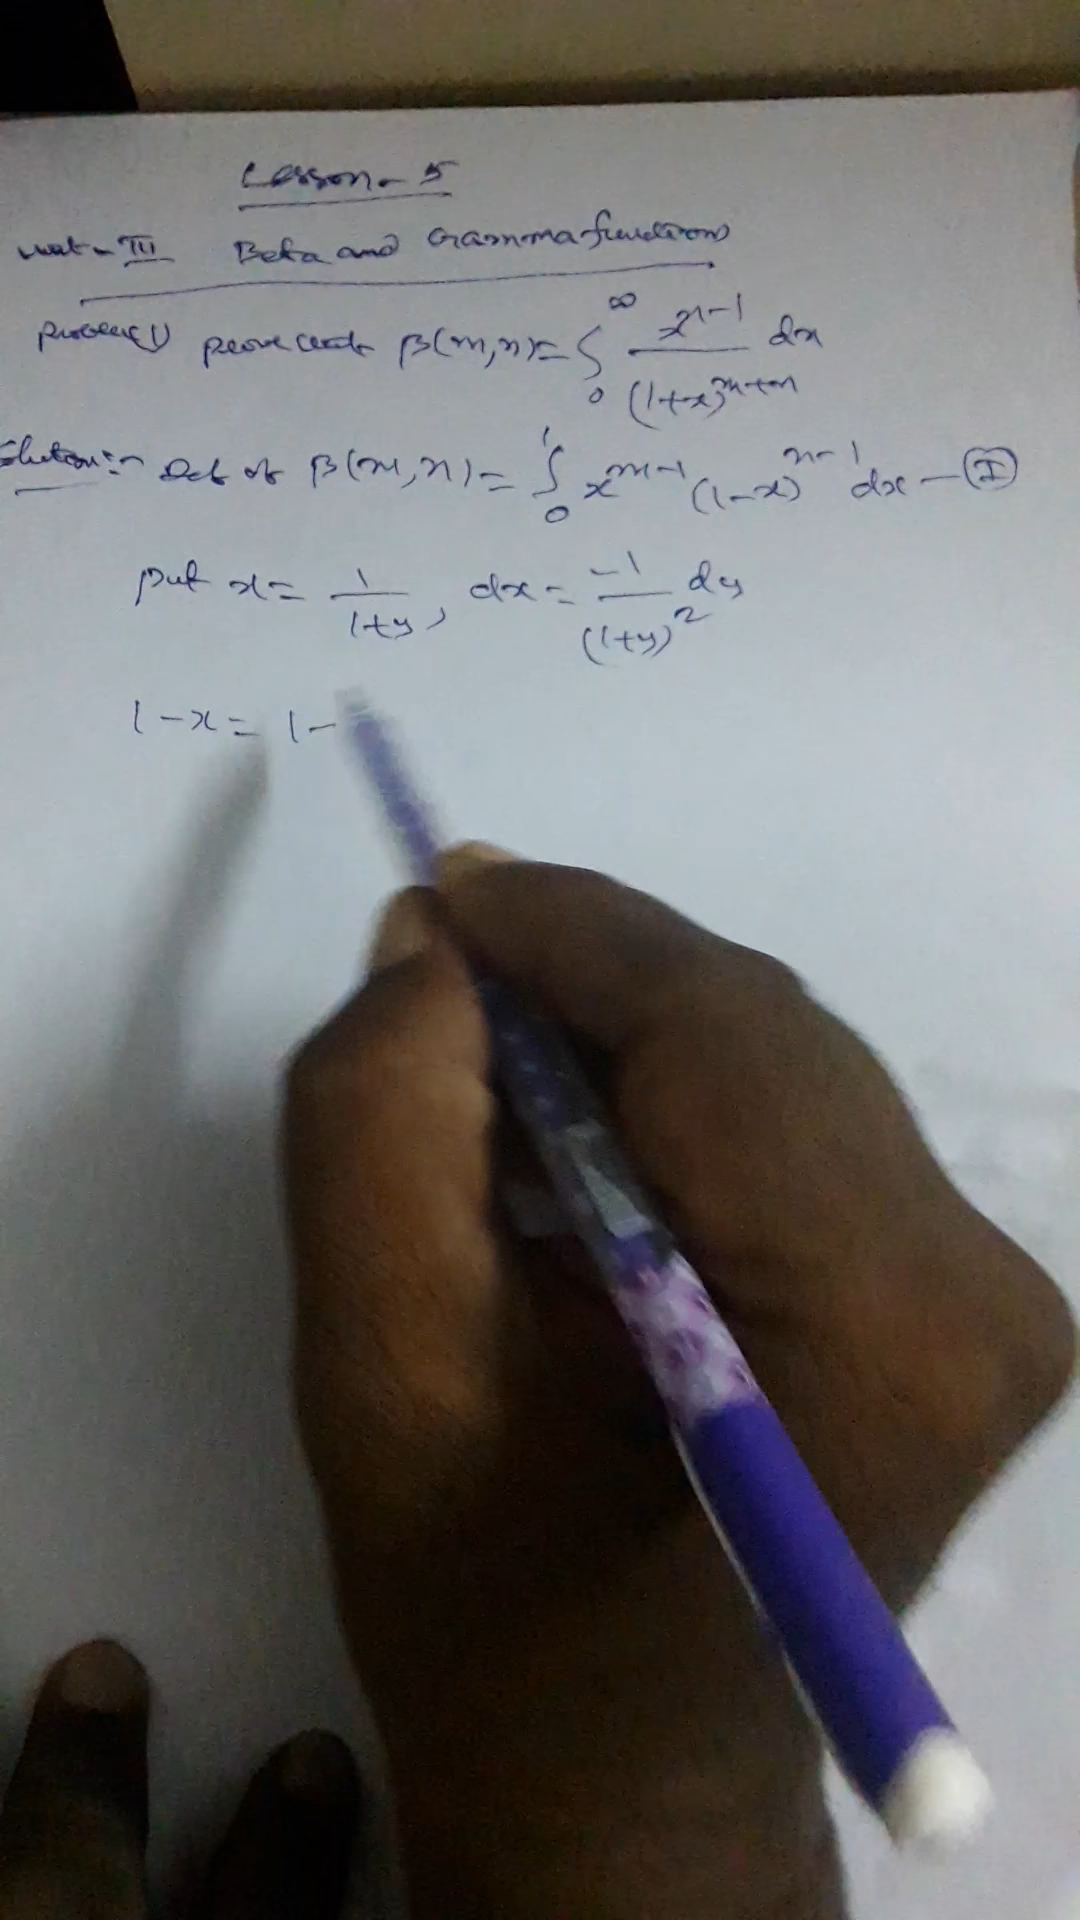 Lesson - 5
Unit - III Beta and Gamma functions
Problem 1) prove that β(m,n) = ∫₀^∞ x^(n-1) / (1+x)^(m+n) dx
Solution:- Def of β(m,n) = ∫₀¹ x^(m-1) (1-x)^(n-1) dx - (I)
put x = 1/(1+y), dx = -1/(1+y)² dy
1-x = 1-